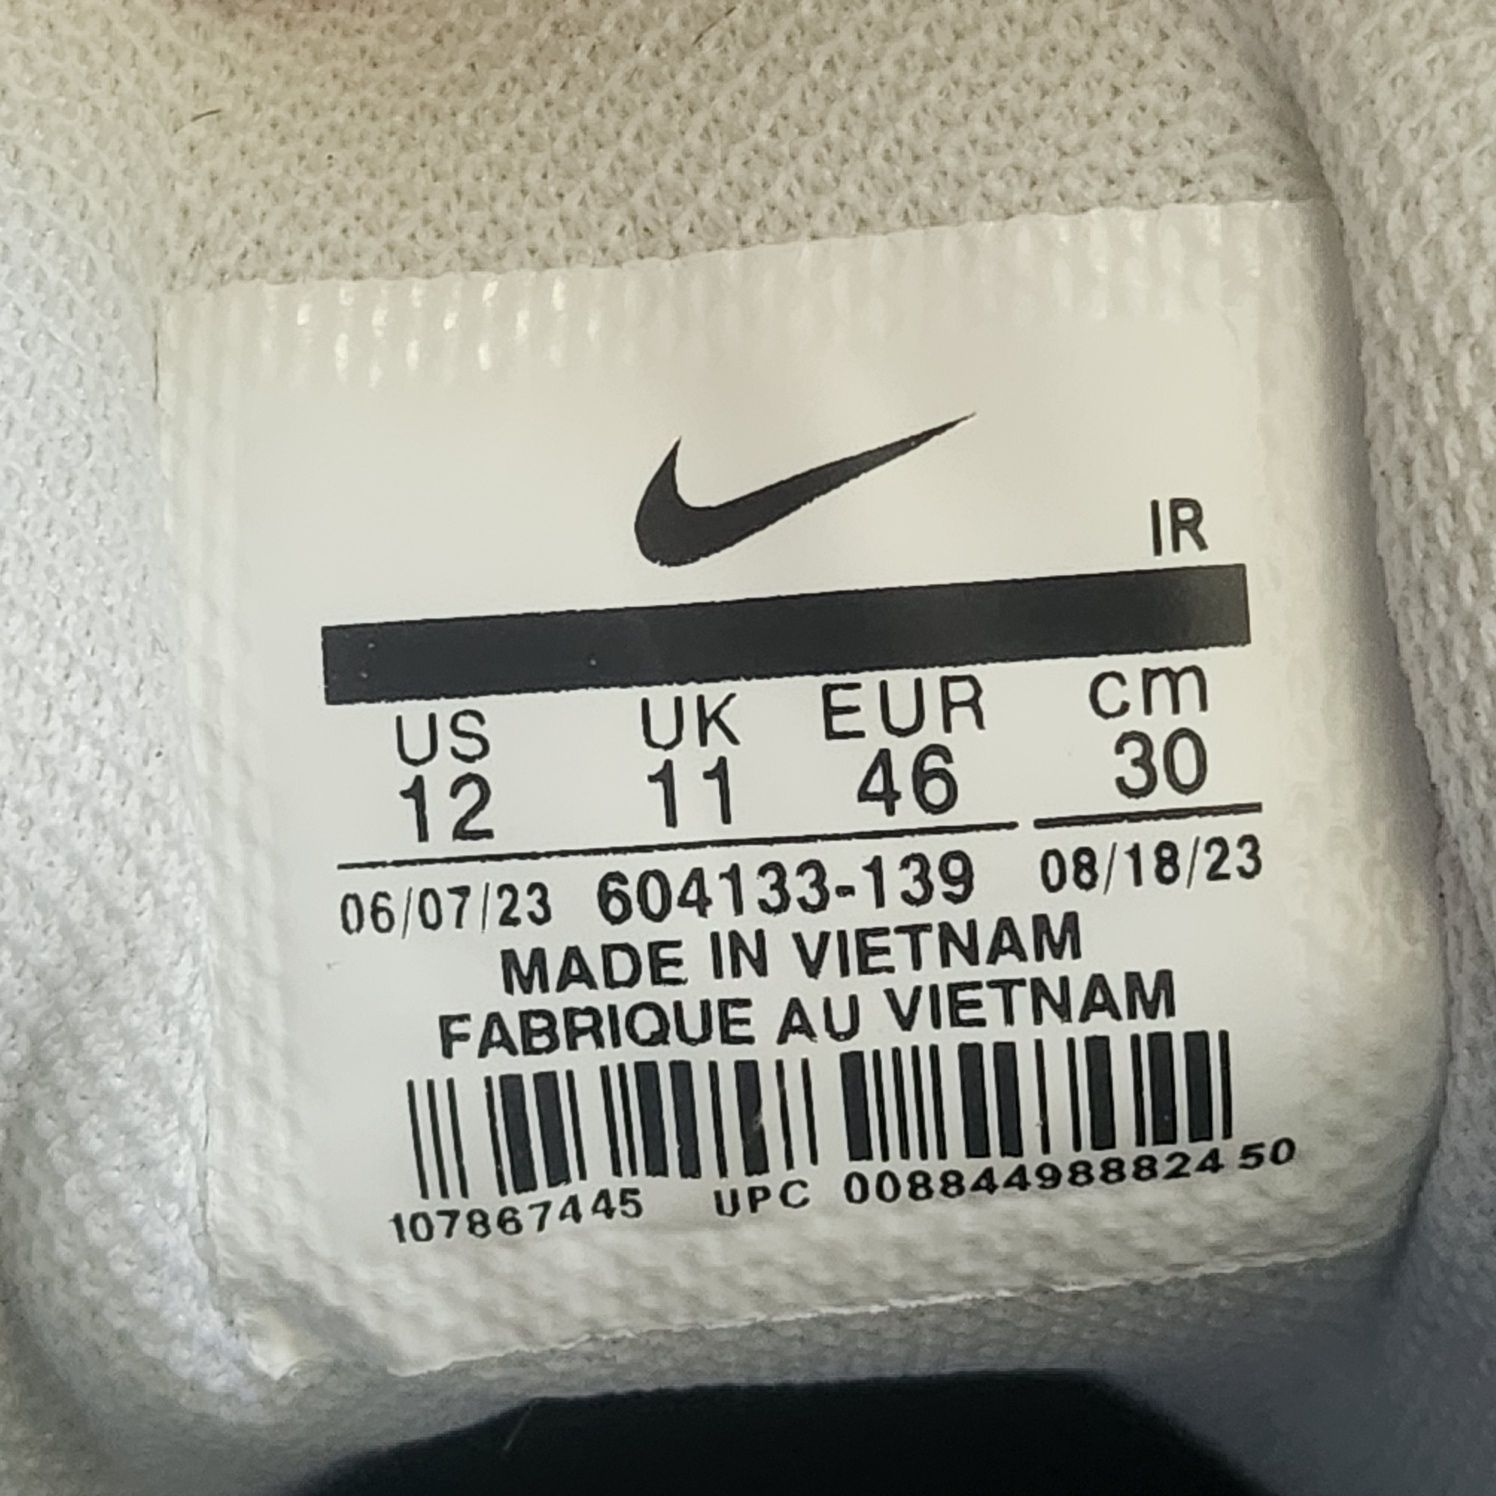 IR
US UK EUR cm
12 11 46 30
06/07/23 604133-139 08/18/23
MADE IN VIETNAM
FABRIQUE AU VIETNAM
107867445 UPC 00884498882450